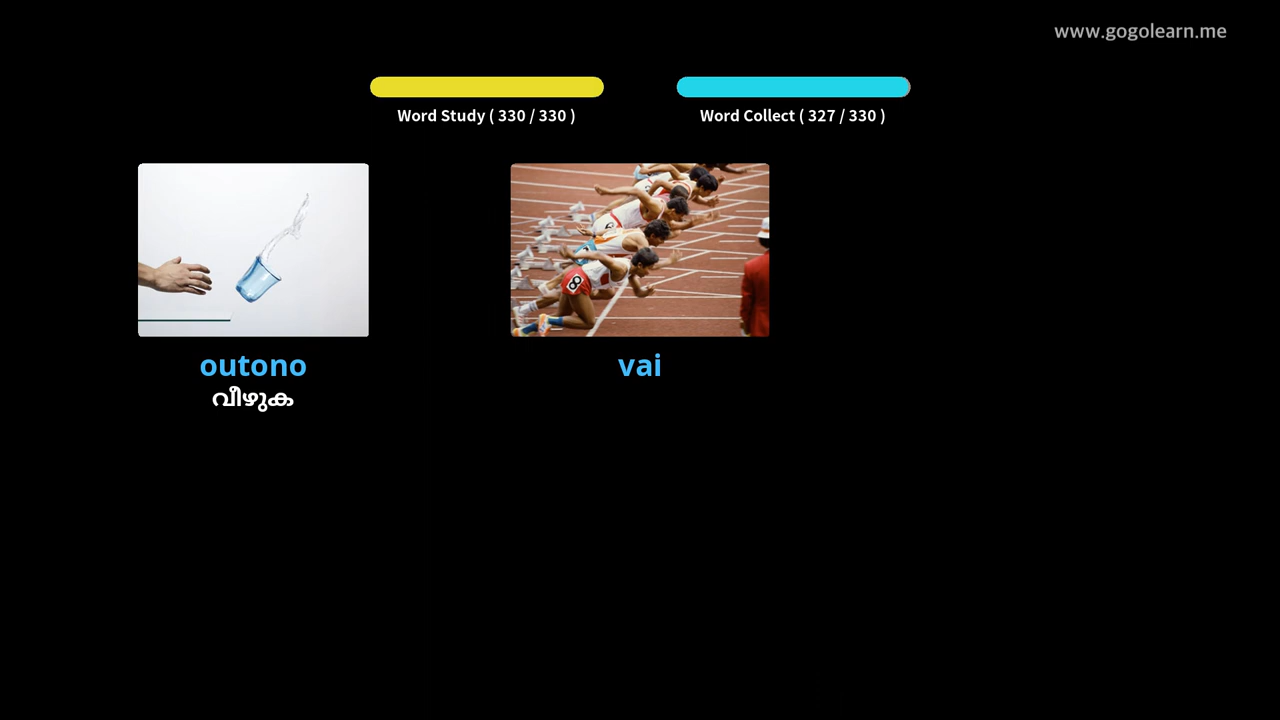 www.gogolearn.me
Word Study ( 330 / 330 )
Word Collect ( 327 / 330 )
outono
വീഴുക
vai